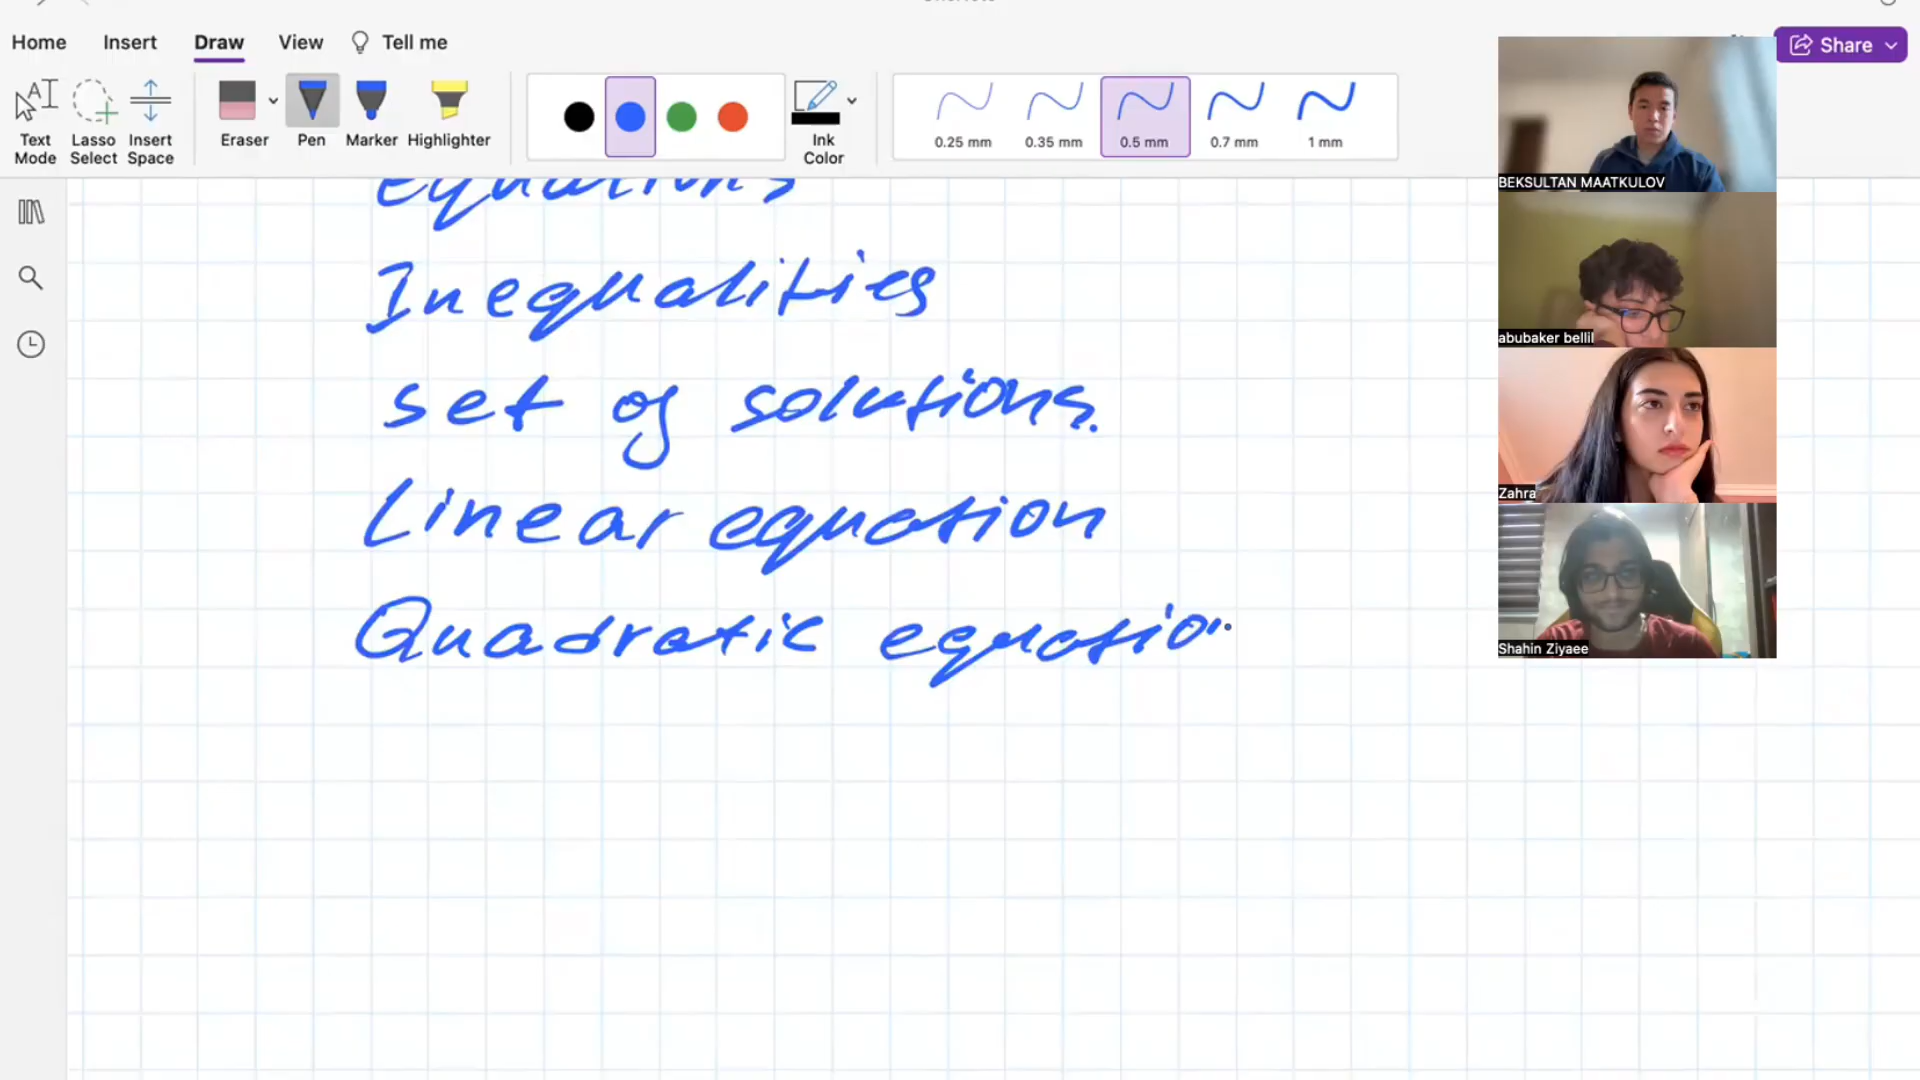 Home Insert Draw View Tell me
Share
Text Mode
Lasso Select
Insert Space
Eraser
Pen
Marker
Highlighter
Ink Color
0.25 mm
0.35 mm
0.5 mm
0.7 mm
1 mm
BEKSULTAN MAATKULOV
abubaker bellil
Zahra
Shahin Ziyaee
equations
Inequalities
set of solutions.
Linear equation
Quadratic equation